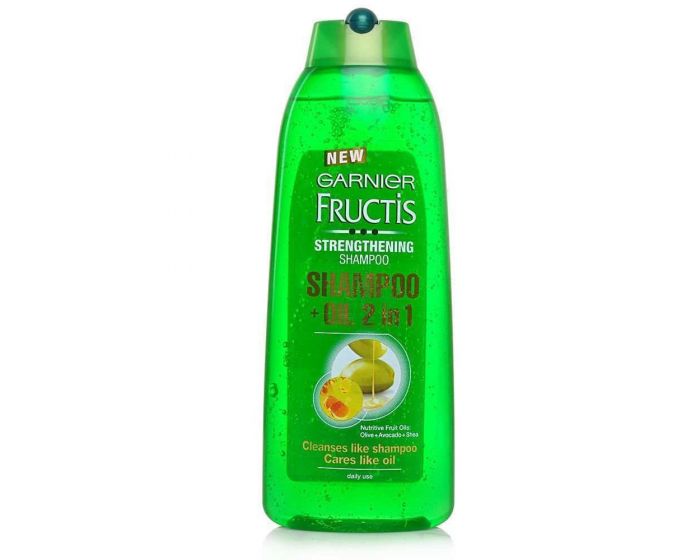 NEW
GARNIER
FRUCTIS
STRENGTHENING
SHAMPOO
SHAMPOO
+ OIL 2 in 1
Nutritive Fruit Oils:
Olive+Avocado+Shea
Cleanses like shampoo
Cares like oil
daily use